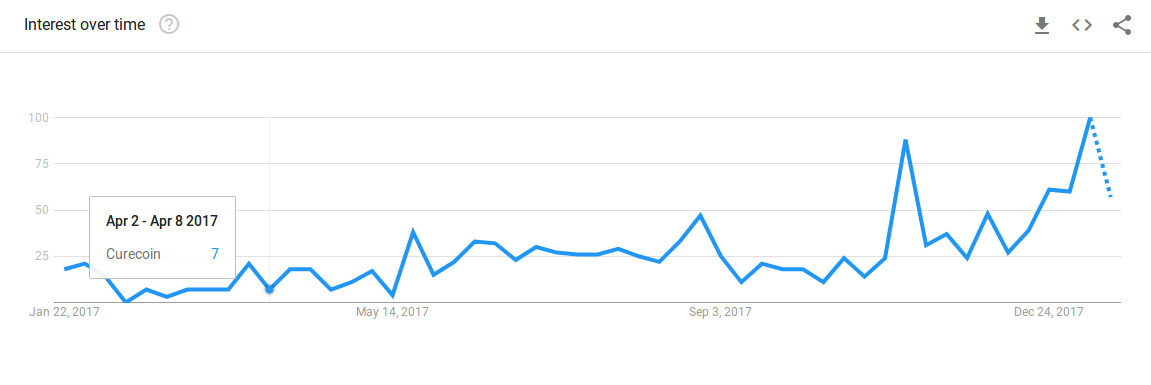 Interest over time
100
75
50
25
Apr 2 - Apr 8 2017
Curecoin 7
Jan 22, 2017 May 14, 2017 Sep 3, 2017 Dec 24, 2017